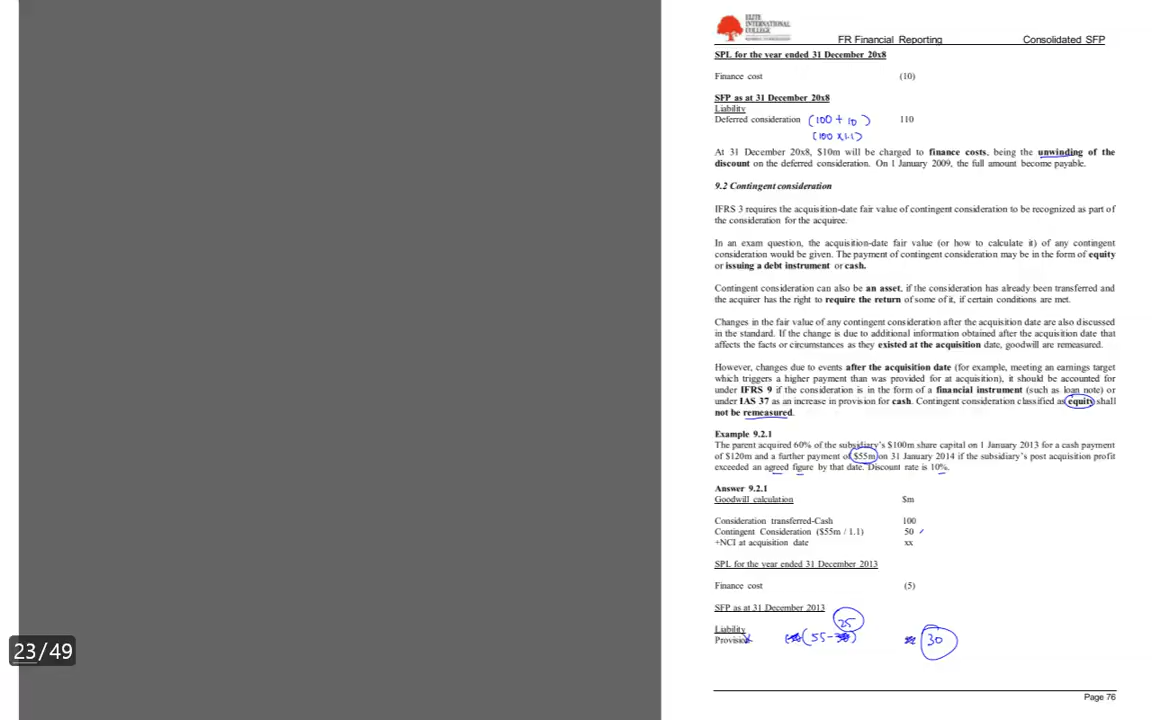 ELITE
INTERNATIONAL
COLLEGE
FR Financial Reporting Consolidated SFP
SPL for the year ended 31 December 20x8
Finance cost (10)
SFP as at 31 December 20x8
Liability
Deferred consideration (100 + 10) 110
(100 x 1.1)
At 31 December 20x8, $10m will be charged to finance costs, being the unwinding of the
discount on the deferred consideration. On 1 January 2009, the full amount become payable.
9.2 Contingent consideration
IFRS 3 requires the acquisition-date fair value of contingent consideration to be recognized as part of
the consideration for the acquiree.
In an exam question, the acquisition-date fair value (or how to calculate it) of any contingent
consideration would be given. The payment of contingent consideration may be in the form of equity
or issuing a debt instrument or cash.
Contingent consideration can also be an asset, if the consideration has already been transferred and
the acquirer has the right to require the return of some of it, if certain conditions are met.
Changes in the fair value of any contingent consideration after the acquisition date are also discussed
in the standard. If the change is due to additional information obtained after the acquisition date that
affects the facts or circumstances as they existed at the acquisition date, goodwill are remeasured.
However, changes due to events after the acquisition date (for example, meeting an earnings target
which triggers a higher payment than was provided for at acquisition), it should be accounted for
under IFRS 9 if the consideration is in the form of a financial instrument (such as loan note) or
under IAS 37 as an increase in provision for cash. Contingent consideration classified as equity shall
not be remeasured.
Example 9.2.1
The parent acquired 60% of the subsidiary's $100m share capital on 1 January 2013 for a cash payment
of $120m and a further payment of $55m on 31 January 2014 if the subsidiary's post acquisition profit
exceeded an agreed figure by that date. Discount rate is 10%.
Answer 9.2.1
Goodwill calculation $m
Consideration transferred-Cash 100
Contingent Consideration ($55m / 1.1) 50
+NCI at acquisition date xx
SPL for the year ended 31 December 2013
Finance cost (5)
SFP as at 31 December 2013
25
Liability
Provision (55- ) 30
Page 76
23/49